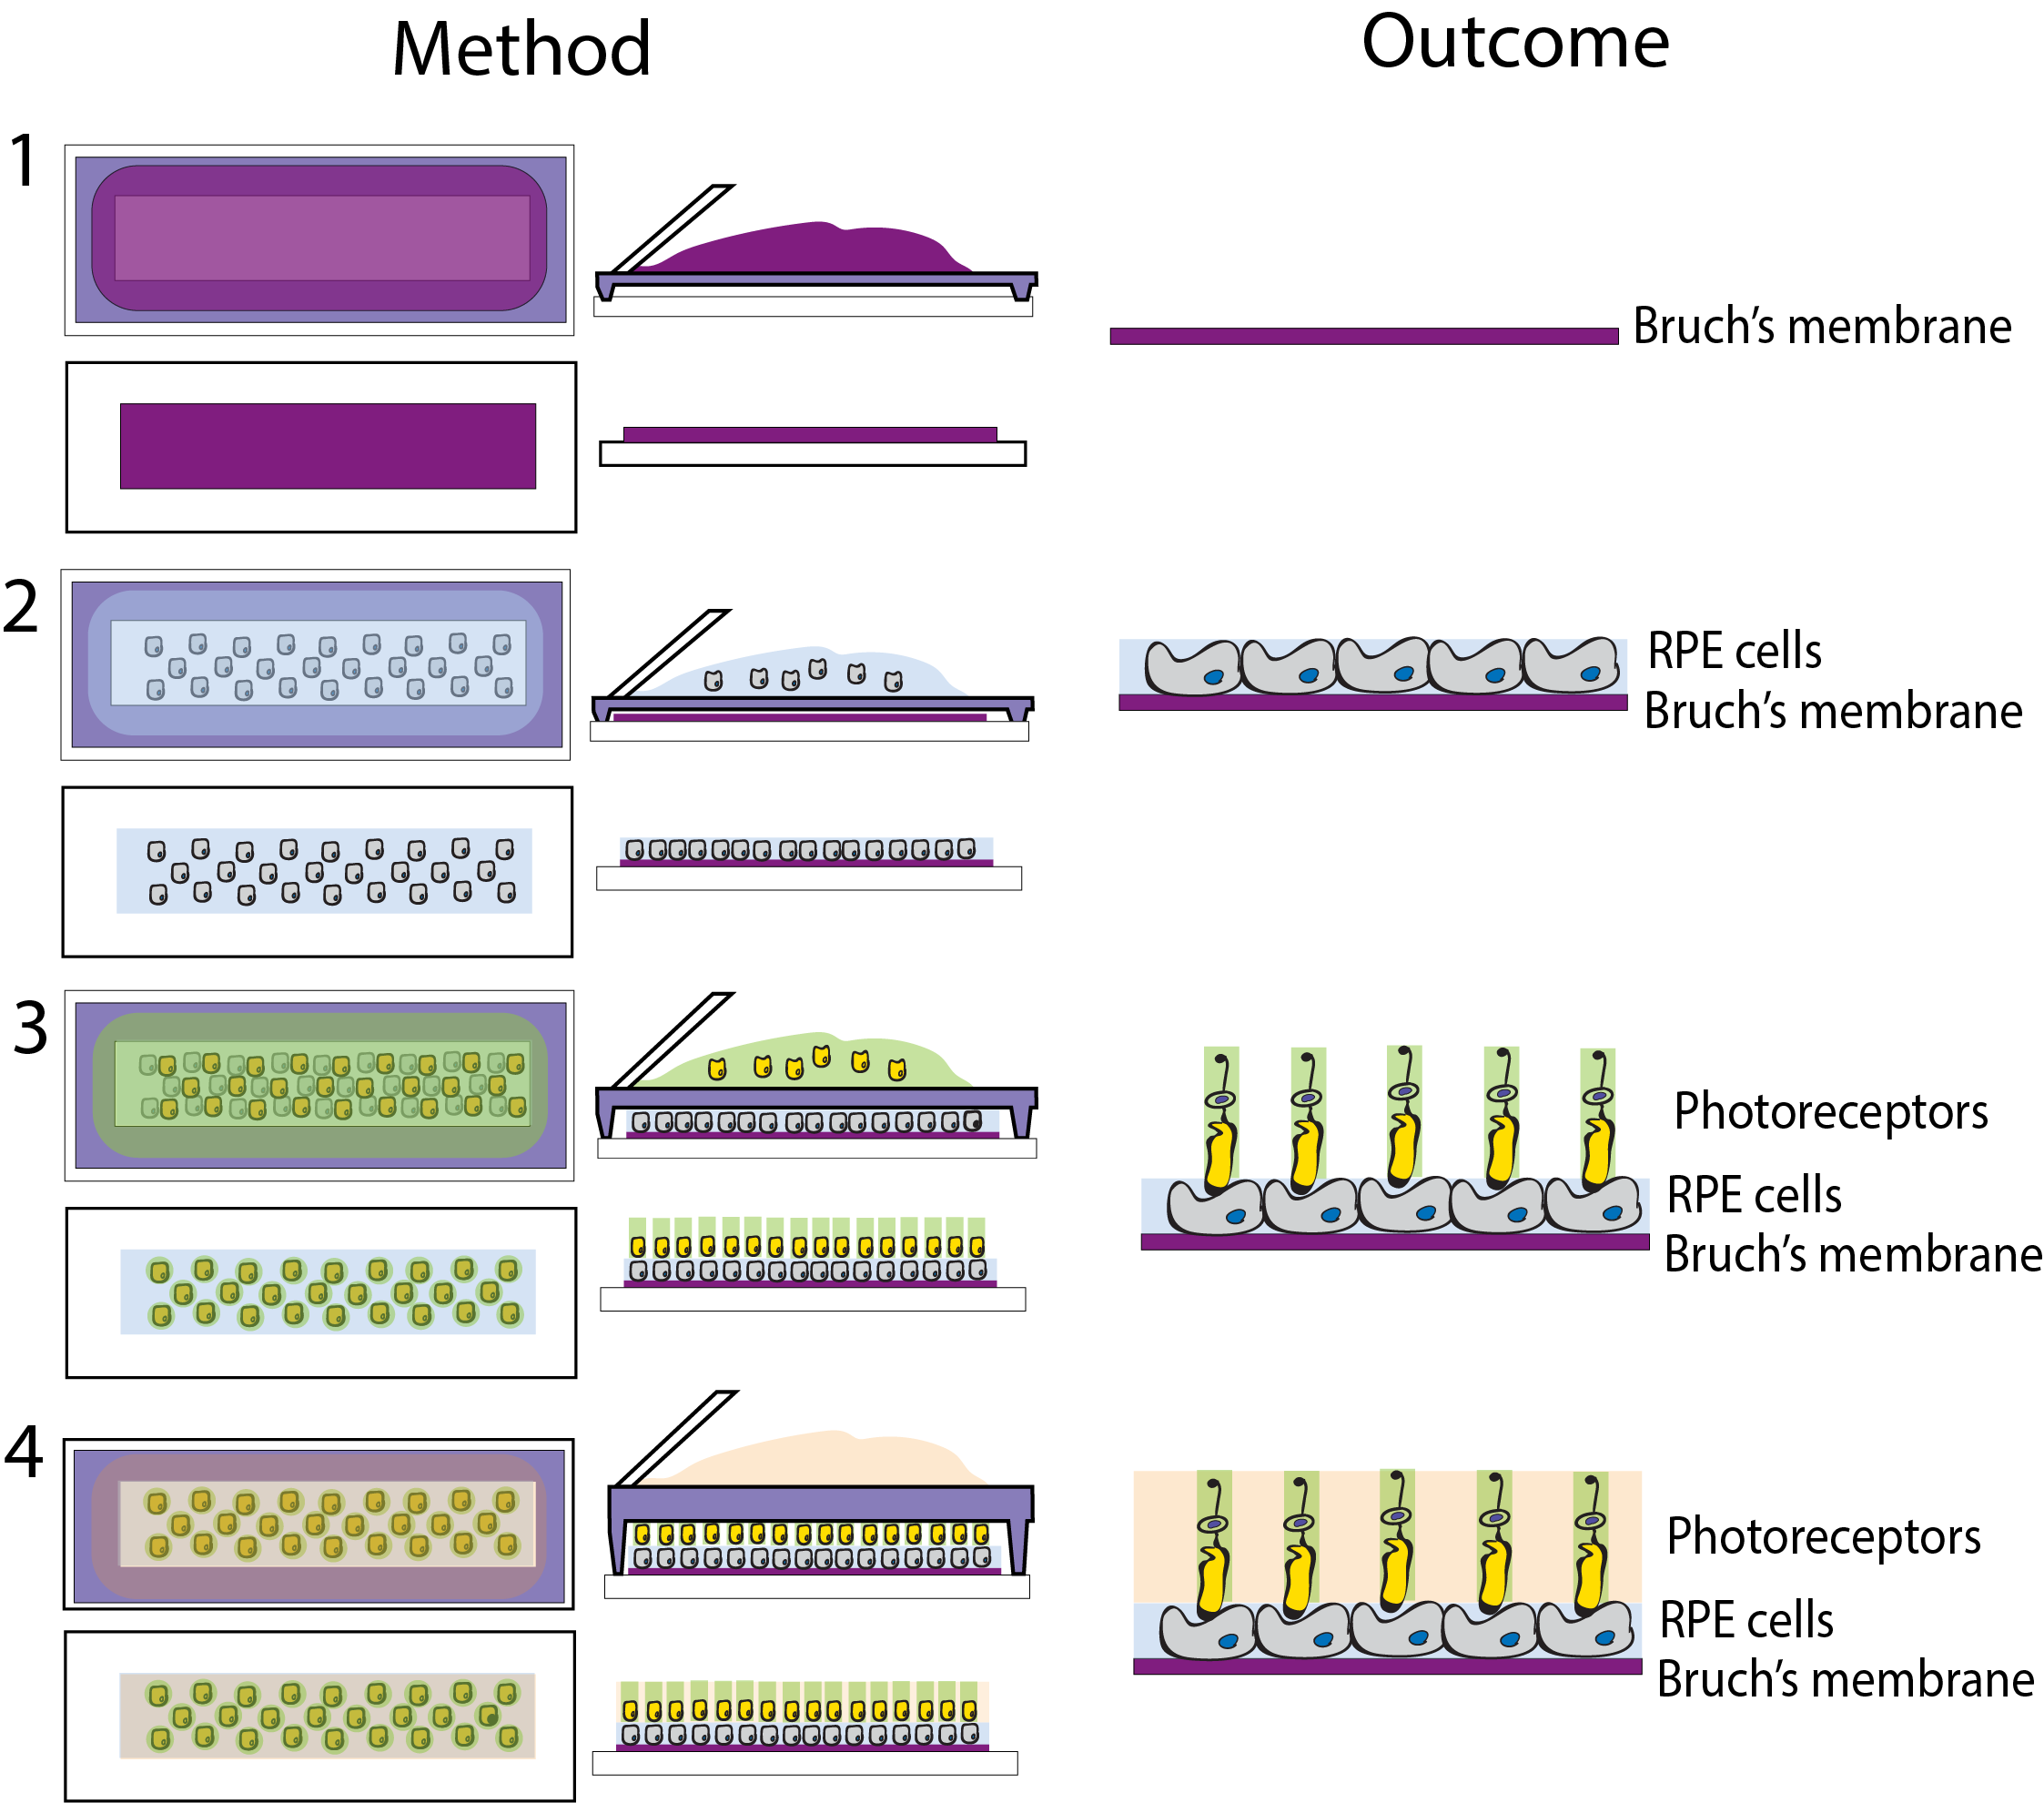 Method
Outcome
1
Bruch's membrane
2
RPE cells
Bruch's membrane
3
Photoreceptors
RPE cells
Bruch's membrane
4
Photoreceptors
RPE cells
Bruch's membrane